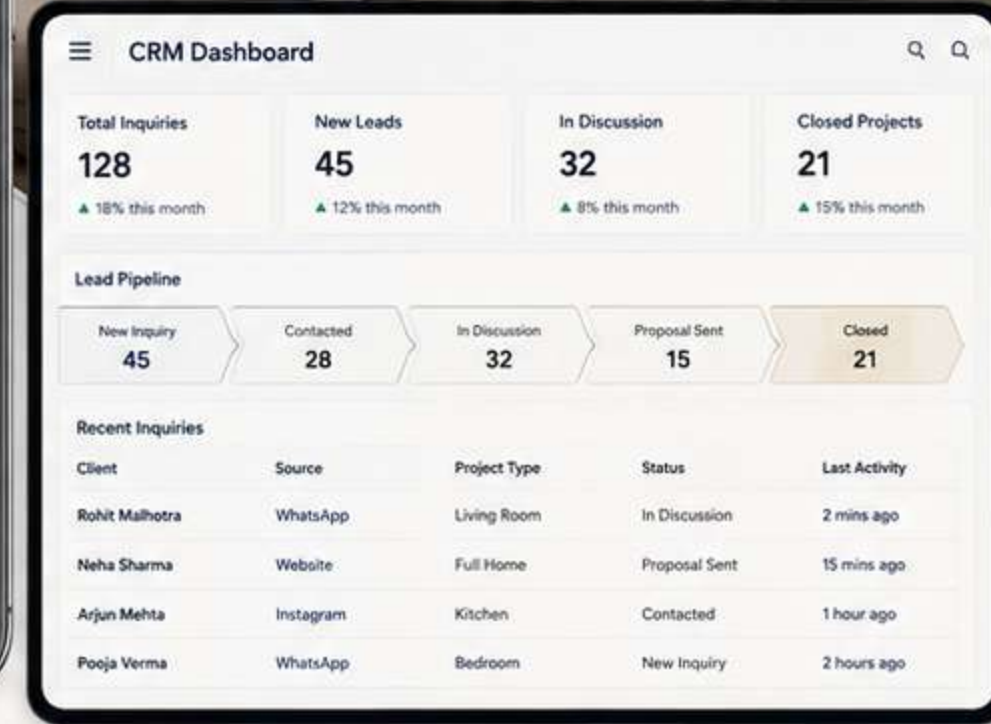 CRM Dashboard
Total Inquiries New Leads In Discussion Closed Projects
128 45 32 21
▲ 18% this month ▲ 12% this month ▲ 8% this month ▲ 15% this month
Lead Pipeline
New Inquiry Contacted In Discussion Proposal Sent Closed
45 28 32 15 21
Recent Inquiries
Client Source Project Type Status Last Activity
Rohit Malhotra WhatsApp Living Room In Discussion 2 mins ago
Neha Sharma Website Full Home Proposal Sent 15 mins ago
Arjun Mehta Instagram Kitchen Contacted 1 hour ago
Pooja Verma WhatsApp Bedroom New Inquiry 2 hours ago